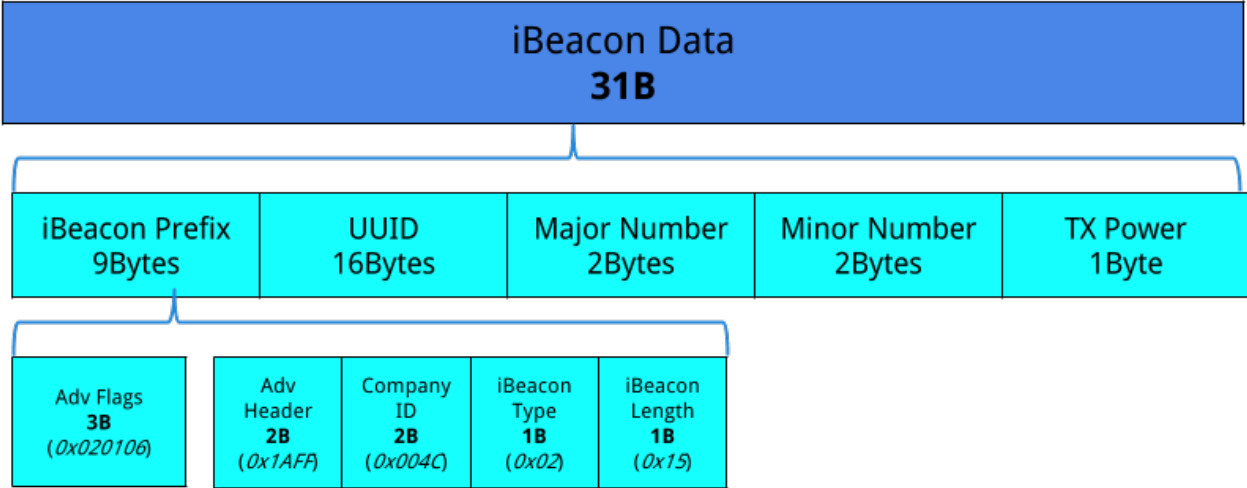 iBeacon Data
31B
iBeacon Prefix
9Bytes
UUID
16Bytes
Major Number
2Bytes
Minor Number
2Bytes
TX Power
1Byte
Adv Flags
3B
(0x020106)
Adv
Header
2B
(0x1AFF)
Company
ID
2B
(0x004C)
iBeacon
Type
1B
(0x02)
iBeacon
Length
1B
(0x15)